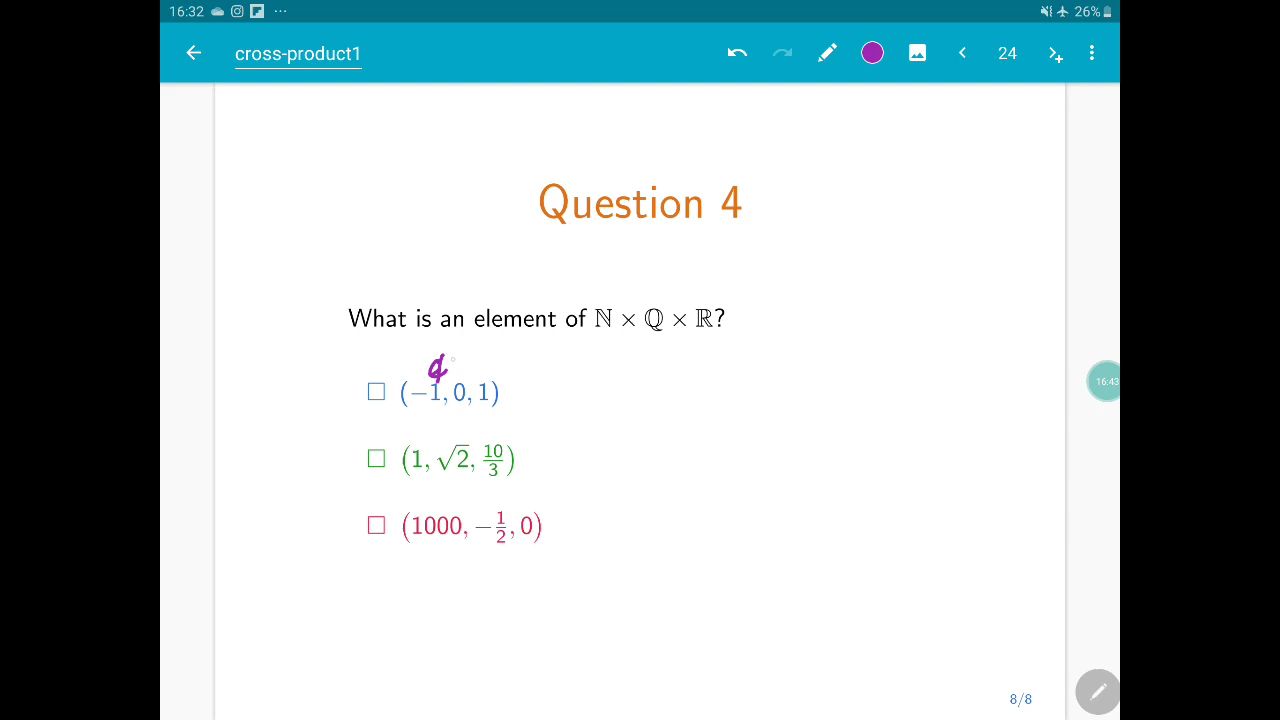 16:32 ... 26%
cross-product1 24
Question 4
What is an element of ℕ × ℚ × ℝ?
(−1, 0, 1)
16:43
(1, √2, 10/3)
(1000, −1/2, 0)
8/8